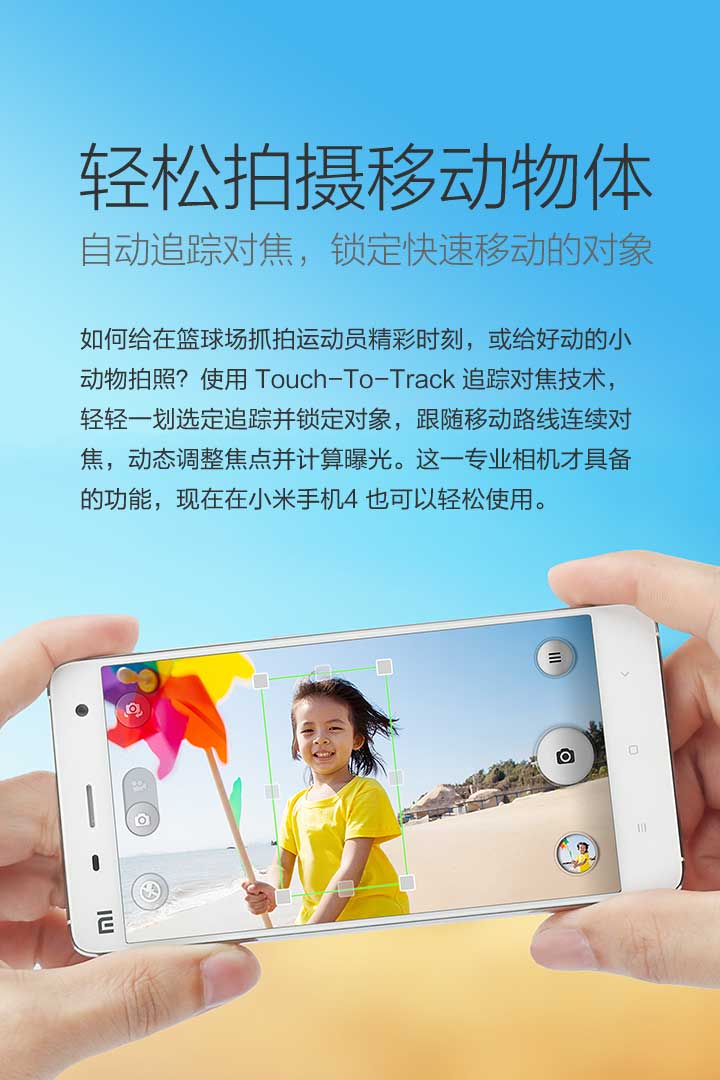 轻松拍摄移动物体
自动追踪对焦，锁定快速移动的对象
如何给在篮球场抓拍运动员精彩时刻，或给好动的小
动物拍照？使用 Touch-To-Track 追踪对焦技术，
轻轻一划选定追踪并锁定对象，跟随移动路线连续对
焦，动态调整焦点并计算曝光。这一专业相机才具备
的功能，现在在小米手机4 也可以轻松使用。